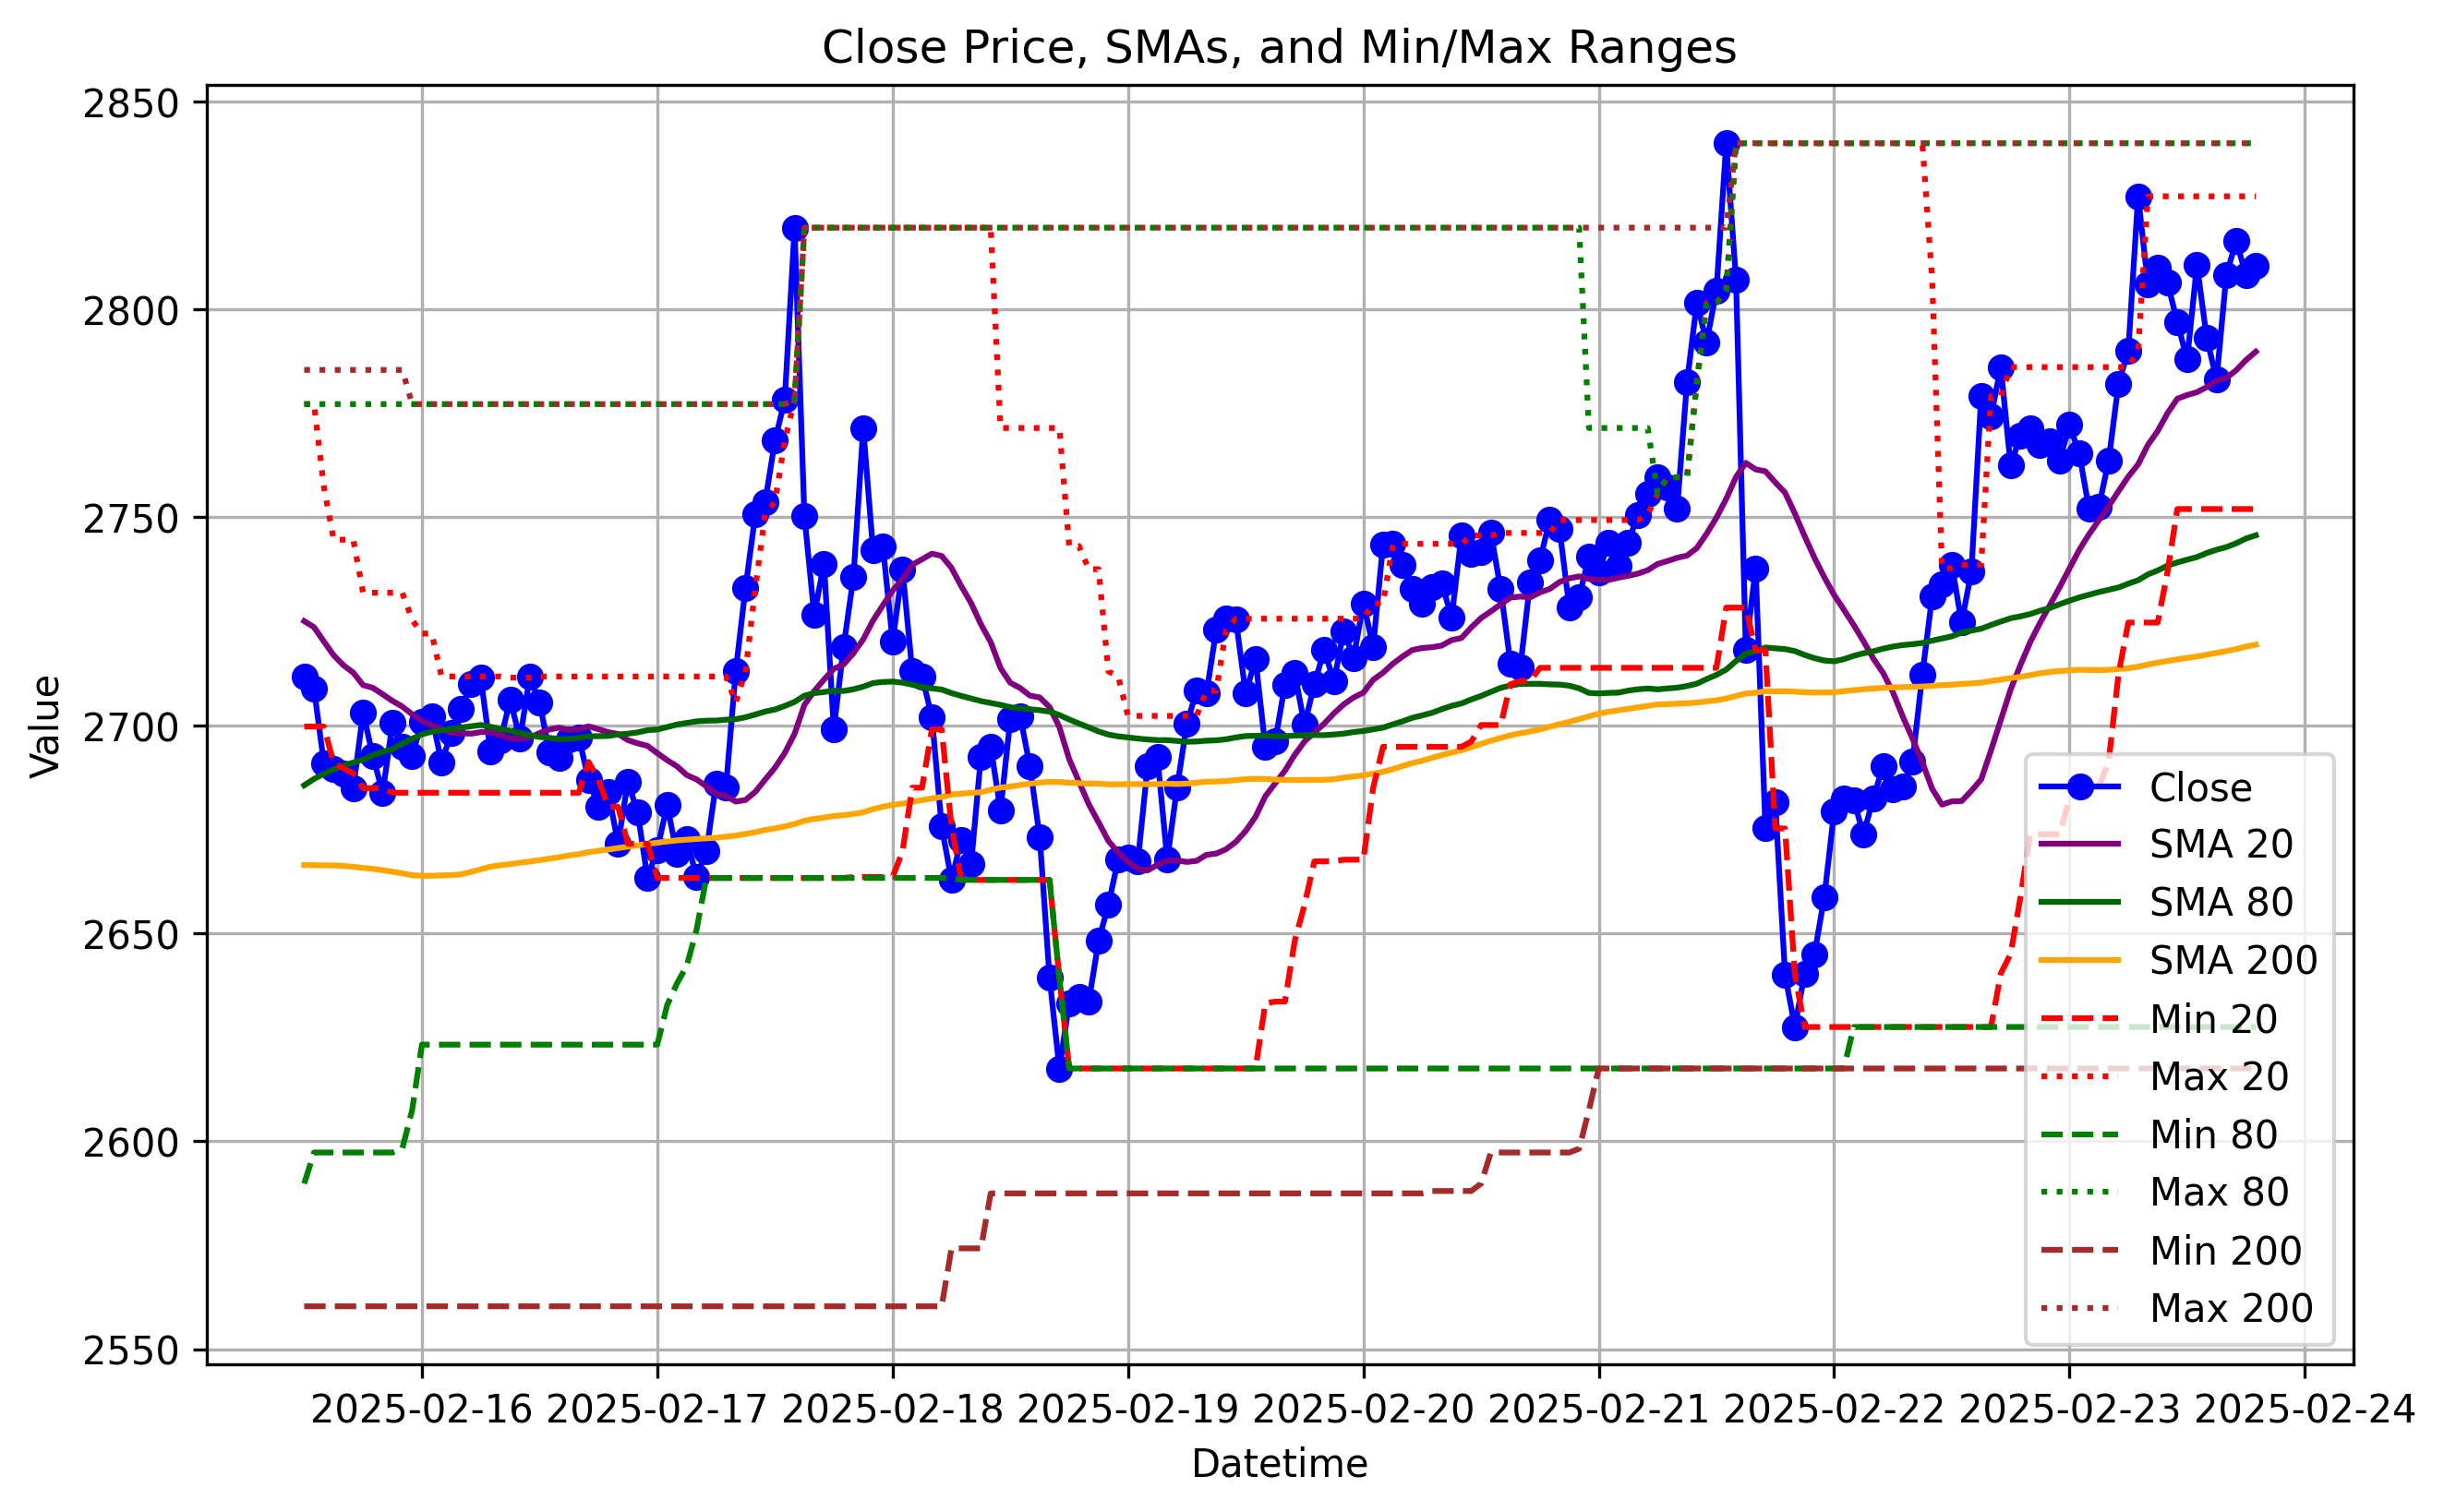 Close Price, SMAs, and Min/Max Ranges
Value
2850
2800
2750
2700
2650
2600
2550
Close
SMA 20
SMA 80
SMA 200
Min 20
Max 20
Min 80
Max 80
Min 200
Max 200
2025-02-16 2025-02-17 2025-02-18 2025-02-19 2025-02-20 2025-02-21 2025-02-22 2025-02-23 2025-02-24
Datetime